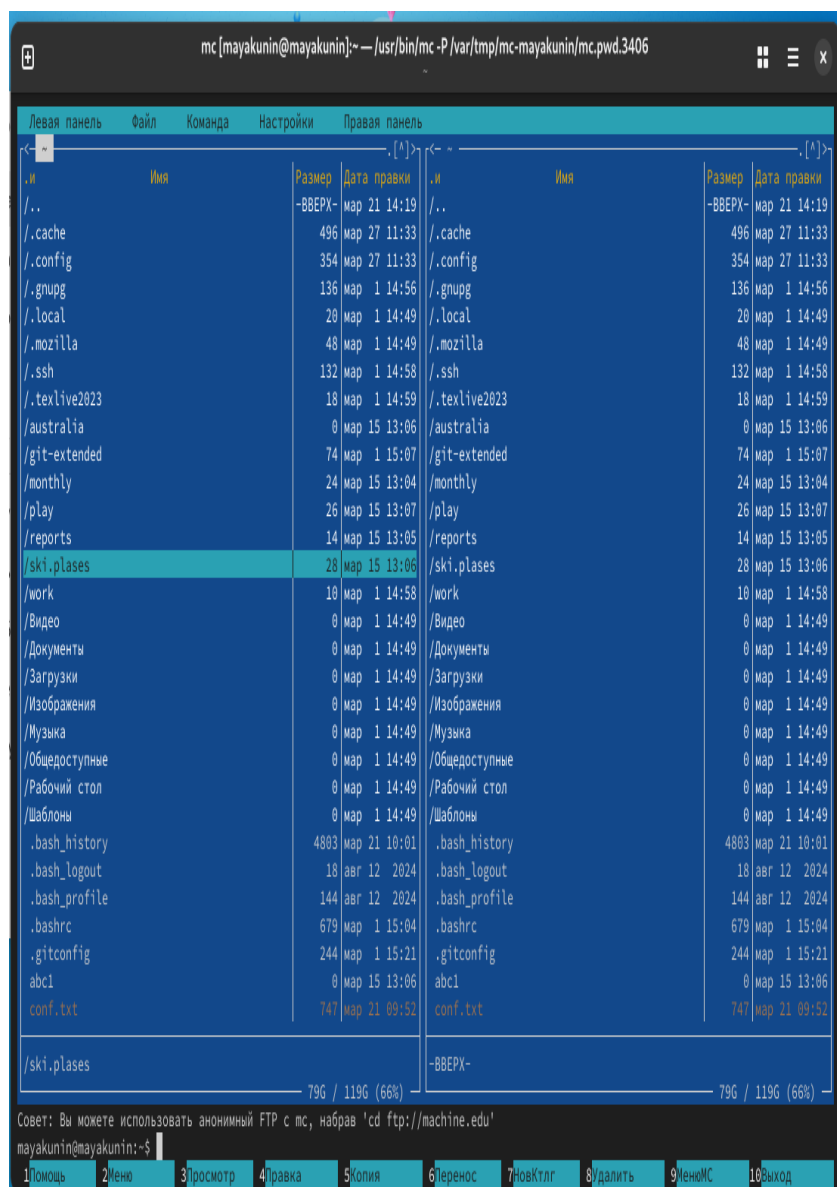 mc [mayakunin@mayakunin]:~ — /usr/bin/mc -P /var/tmp/mc-mayakunin/mc.pwd.3406
~
Левая панель Файл Команда Настройки Правая панель
<- ~ .[^]> <- ~ .[^]>
.и Имя Размер Дата правки .и Имя Размер Дата правки
/.. -ВВЕРХ- мар 21 14:19 /.. -ВВЕРХ- мар 21 14:19
/.cache 496 мар 27 11:33 /.cache 496 мар 27 11:33
/.config 354 мар 27 11:33 /.config 354 мар 27 11:33
/.gnupg 136 мар 1 14:56 /.gnupg 136 мар 1 14:56
/.local 20 мар 1 14:49 /.local 20 мар 1 14:49
/.mozilla 48 мар 1 14:49 /.mozilla 48 мар 1 14:49
/.ssh 132 мар 1 14:58 /.ssh 132 мар 1 14:58
/.texlive2023 18 мар 1 14:59 /.texlive2023 18 мар 1 14:59
/australia 0 мар 15 13:06 /australia 0 мар 15 13:06
/git-extended 74 мар 1 15:07 /git-extended 74 мар 1 15:07
/monthly 24 мар 15 13:04 /monthly 24 мар 15 13:04
/play 26 мар 15 13:07 /play 26 мар 15 13:07
/reports 14 мар 15 13:05 /reports 14 мар 15 13:05
/ski.plases 28 мар 15 13:06 /ski.plases 28 мар 15 13:06
/work 10 мар 1 14:58 /work 10 мар 1 14:58
/Видео 0 мар 1 14:49 /Видео 0 мар 1 14:49
/Документы 0 мар 1 14:49 /Документы 0 мар 1 14:49
/Загрузки 0 мар 1 14:49 /Загрузки 0 мар 1 14:49
/Изображения 0 мар 1 14:49 /Изображения 0 мар 1 14:49
/Музыка 0 мар 1 14:49 /Музыка 0 мар 1 14:49
/Общедоступные 0 мар 1 14:49 /Общедоступные 0 мар 1 14:49
/Рабочий стол 0 мар 1 14:49 /Рабочий стол 0 мар 1 14:49
/Шаблоны 0 мар 1 14:49 /Шаблоны 0 мар 1 14:49
.bash_history 4803 мар 21 10:01 .bash_history 4803 мар 21 10:01
.bash_logout 18 авг 12 2024 .bash_logout 18 авг 12 2024
.bash_profile 144 авг 12 2024 .bash_profile 144 авг 12 2024
.bashrc 679 мар 1 15:04 .bashrc 679 мар 1 15:04
.gitconfig 244 мар 1 15:21 .gitconfig 244 мар 1 15:21
abc1 0 мар 15 13:06 abc1 0 мар 15 13:06
conf.txt 747 мар 21 09:52 conf.txt 747 мар 21 09:52
/ski.plases -ВВЕРХ-
79G / 119G (66%) 79G / 119G (66%)
Совет: Вы можете использовать анонимный FTP с mc, набрав 'cd ftp://machine.edu'
mayakunin@mayakunin:~$
1Помощь 2Меню 3Просмотр 4Правка 5Копия 6Перенос 7НовКтлг 8Удалить 9МенюМС 10Выход